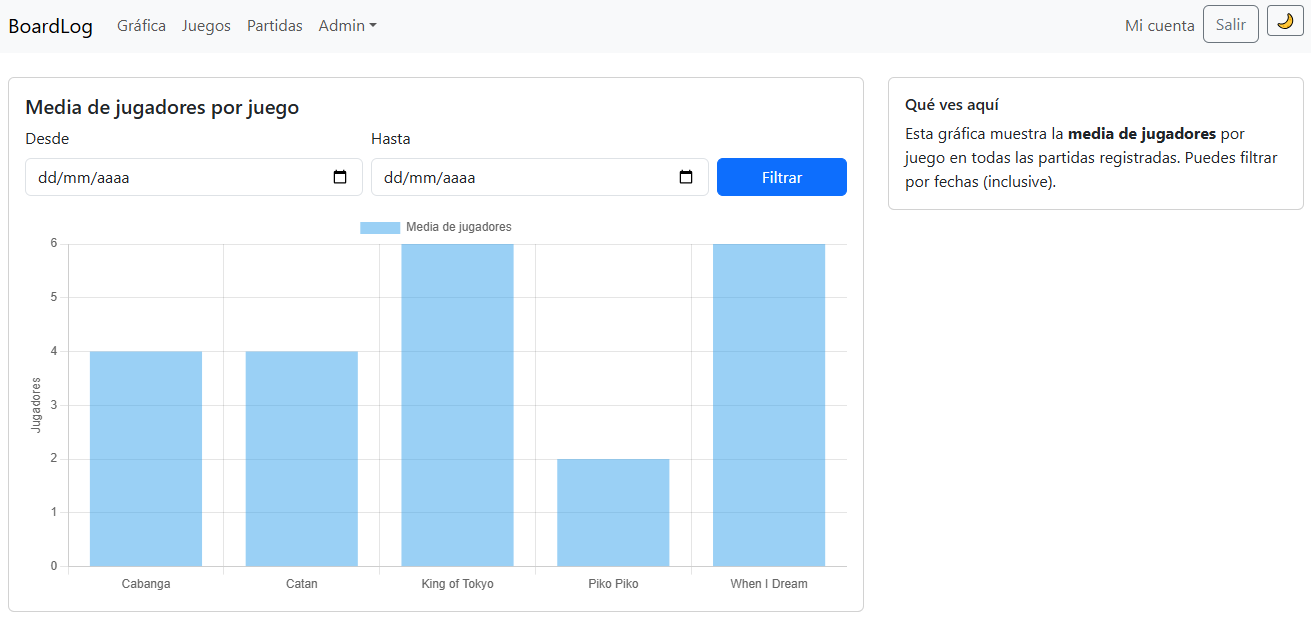 BoardLog Gráfica Juegos Partidas Admin Mi cuenta Salir
Media de jugadores por juego
Desde Hasta
dd/mm/aaaa dd/mm/aaaa Filtrar
Media de jugadores
6
5
4
3
2
1
0
Jugadores
Cabanga Catan King of Tokyo Piko Piko When I Dream
Qué ves aquí
Esta gráfica muestra la media de jugadores por
juego en todas las partidas registradas. Puedes filtrar
por fechas (inclusive).